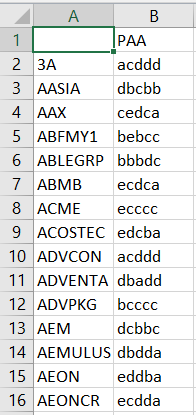 A B
1 PAA
2 3A acddd
3 AASIA dbcbb
4 AAX cedca
5 ABFMY1 bebcc
6 ABLEGRP bbbdc
7 ABMB ecdca
8 ACME ecccc
9 ACOSTEC edcba
10 ADVCON acddd
11 ADVENTA dbadd
12 ADVPKG bcccc
13 AEM dcbbc
14 AEMULUS dbdda
15 AEON eddba
16 AEONCR ecdda